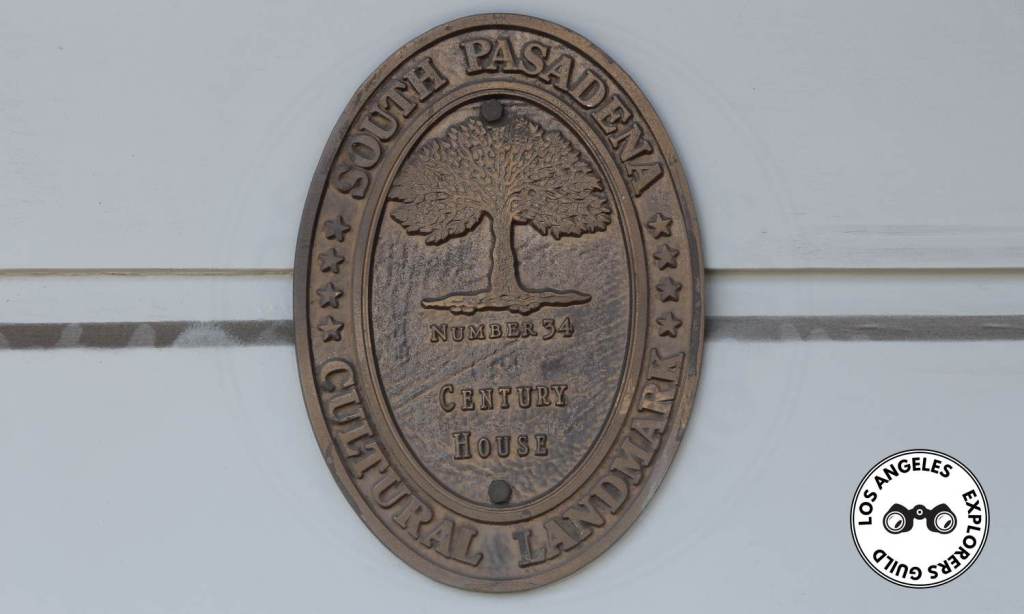 SOUTH PASADENA
NUMBER 34
CENTURY
HOUSE
CULTURAL LANDMARK
LOS ANGELES
EXPLORERS GUILD